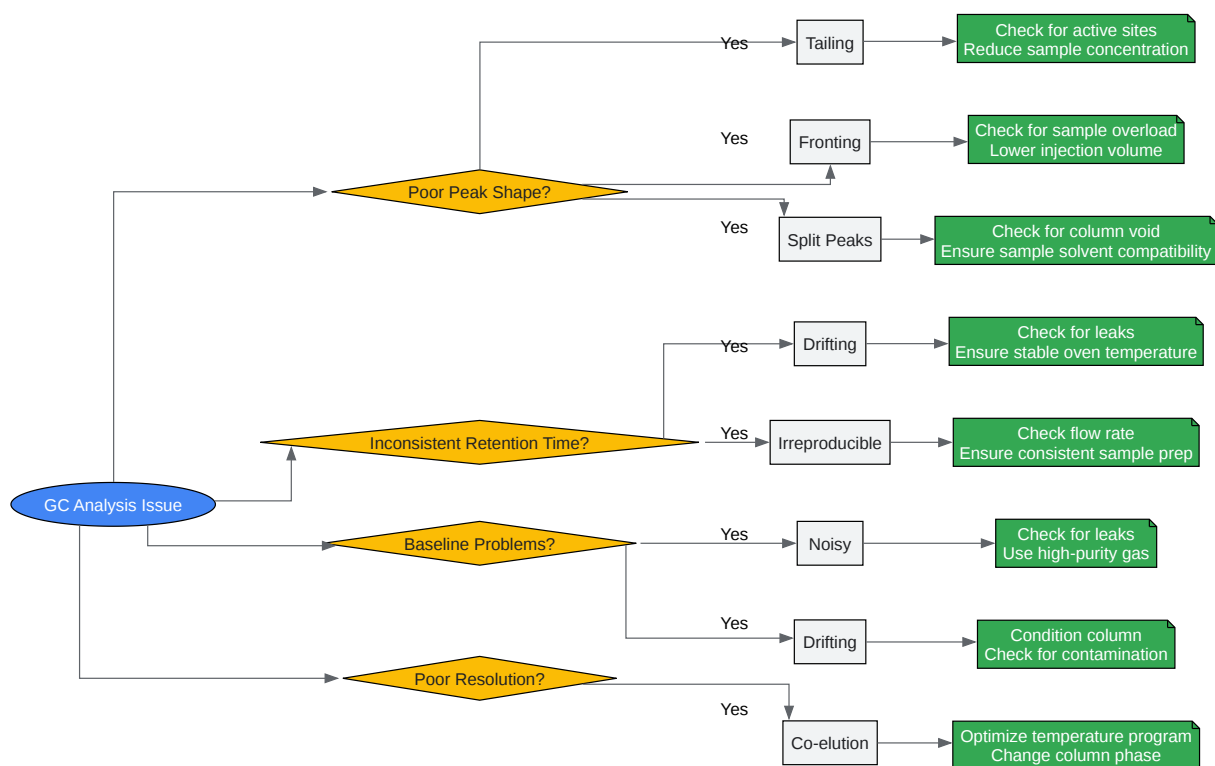 Yes
Tailing
Check for active sites
Reduce sample concentration
Yes
Fronting
Check for sample overload
Lower injection volume
Poor Peak Shape?
Yes
Split Peaks
Check for column void
Ensure sample solvent compatibility
Yes
Drifting
Check for leaks
Ensure stable oven temperature
Inconsistent Retention Time?
Yes
Irreproducible
Check flow rate
Ensure consistent sample prep
GC Analysis Issue
Baseline Problems?
Yes
Noisy
Check for leaks
Use high-purity gas
Yes
Drifting
Condition column
Check for contamination
Poor Resolution?
Yes
Co-elution
Optimize temperature program
Change column phase